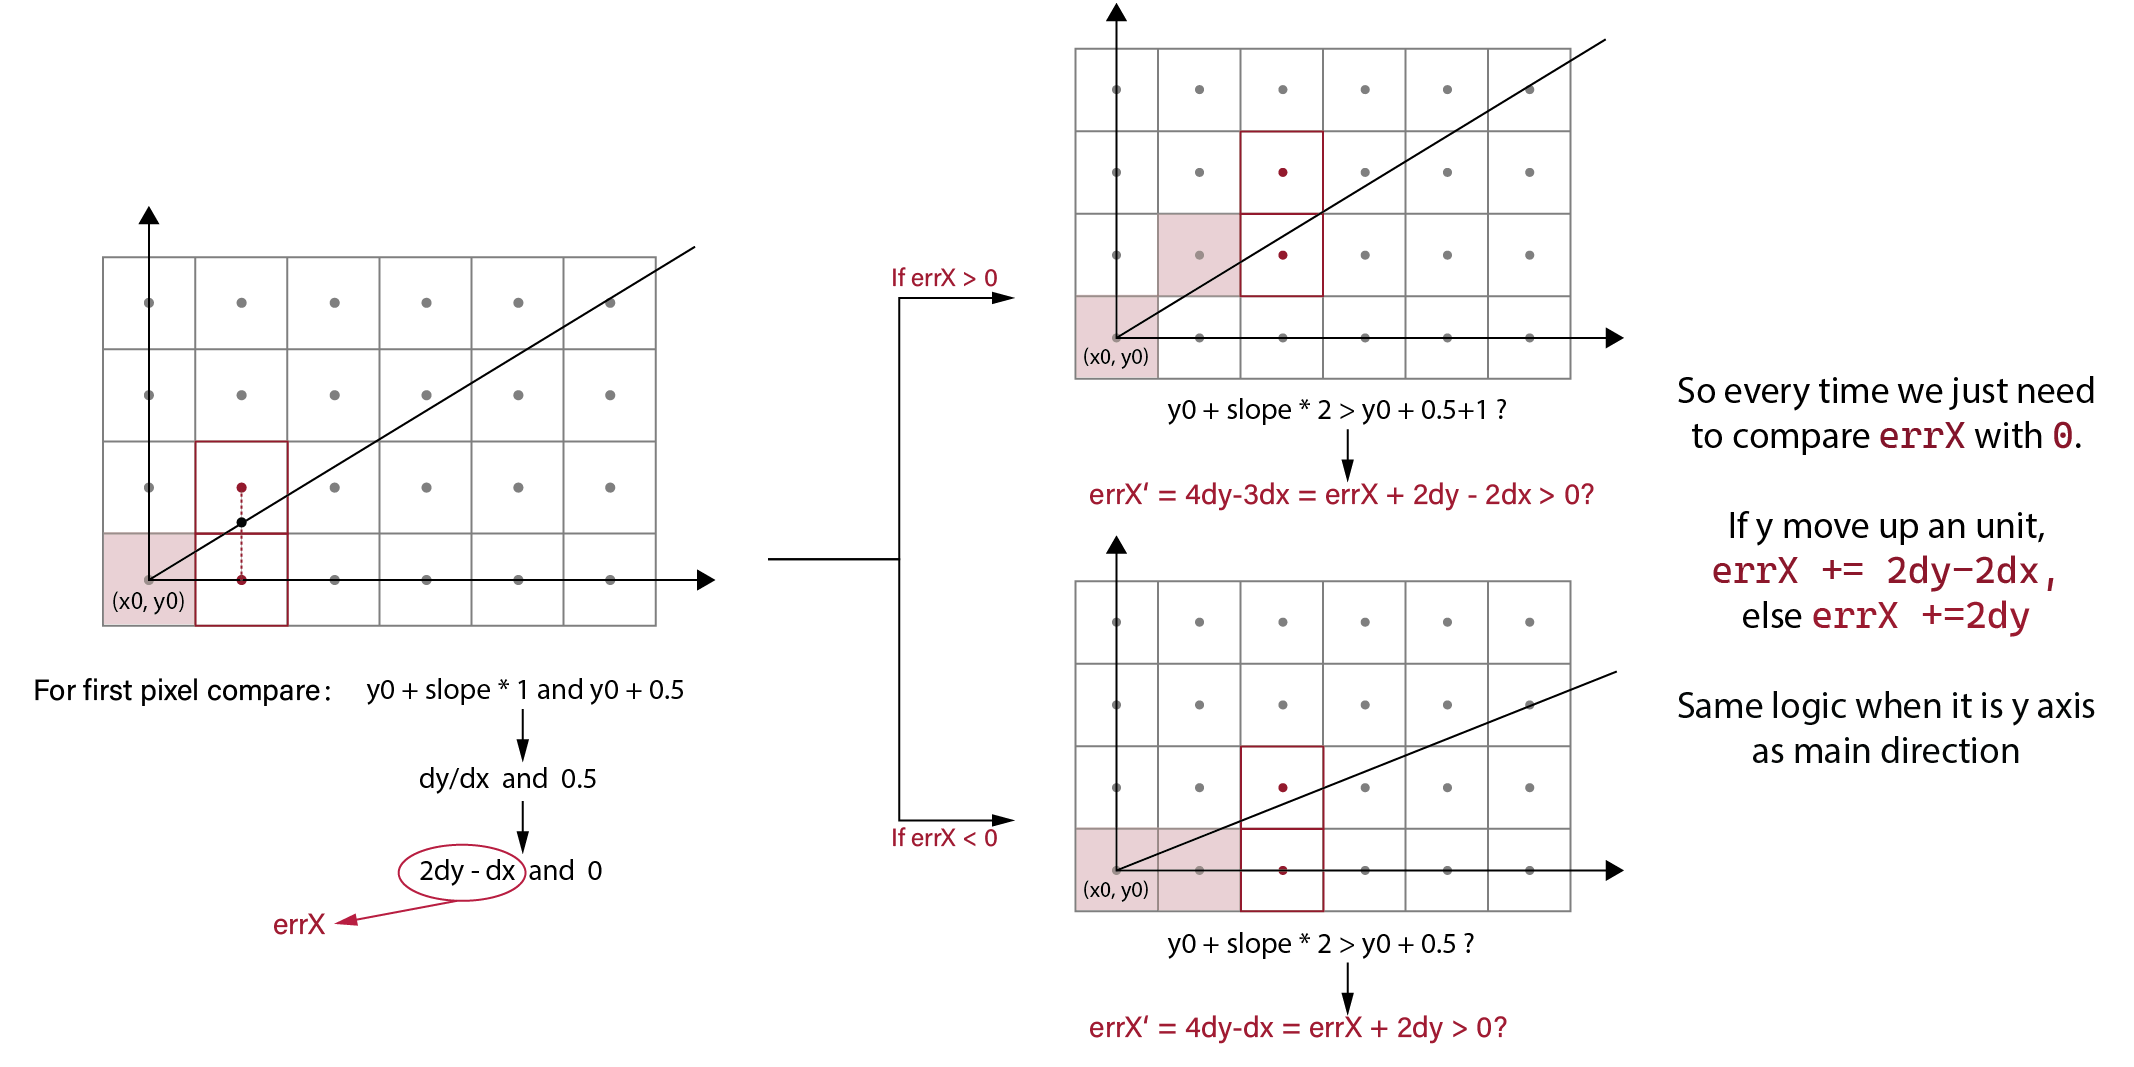 (x0, y0)
For first pixel compare: y0 + slope * 1 and y0 + 0.5
dy/dx and 0.5
2dy - dx and 0
errX
If errX > 0
(x0, y0)
y0 + slope * 2 > y0 + 0.5+1 ?
errX‘ = 4dy-3dx = errX + 2dy - 2dx > 0?
If errX < 0
(x0, y0)
y0 + slope * 2 > y0 + 0.5 ?
errX‘ = 4dy-dx = errX + 2dy > 0?
So every time we just need
to compare errX with 0.
If y move up an unit,
errX += 2dy-2dx,
else errX +=2dy
Same logic when it is y axis
as main direction